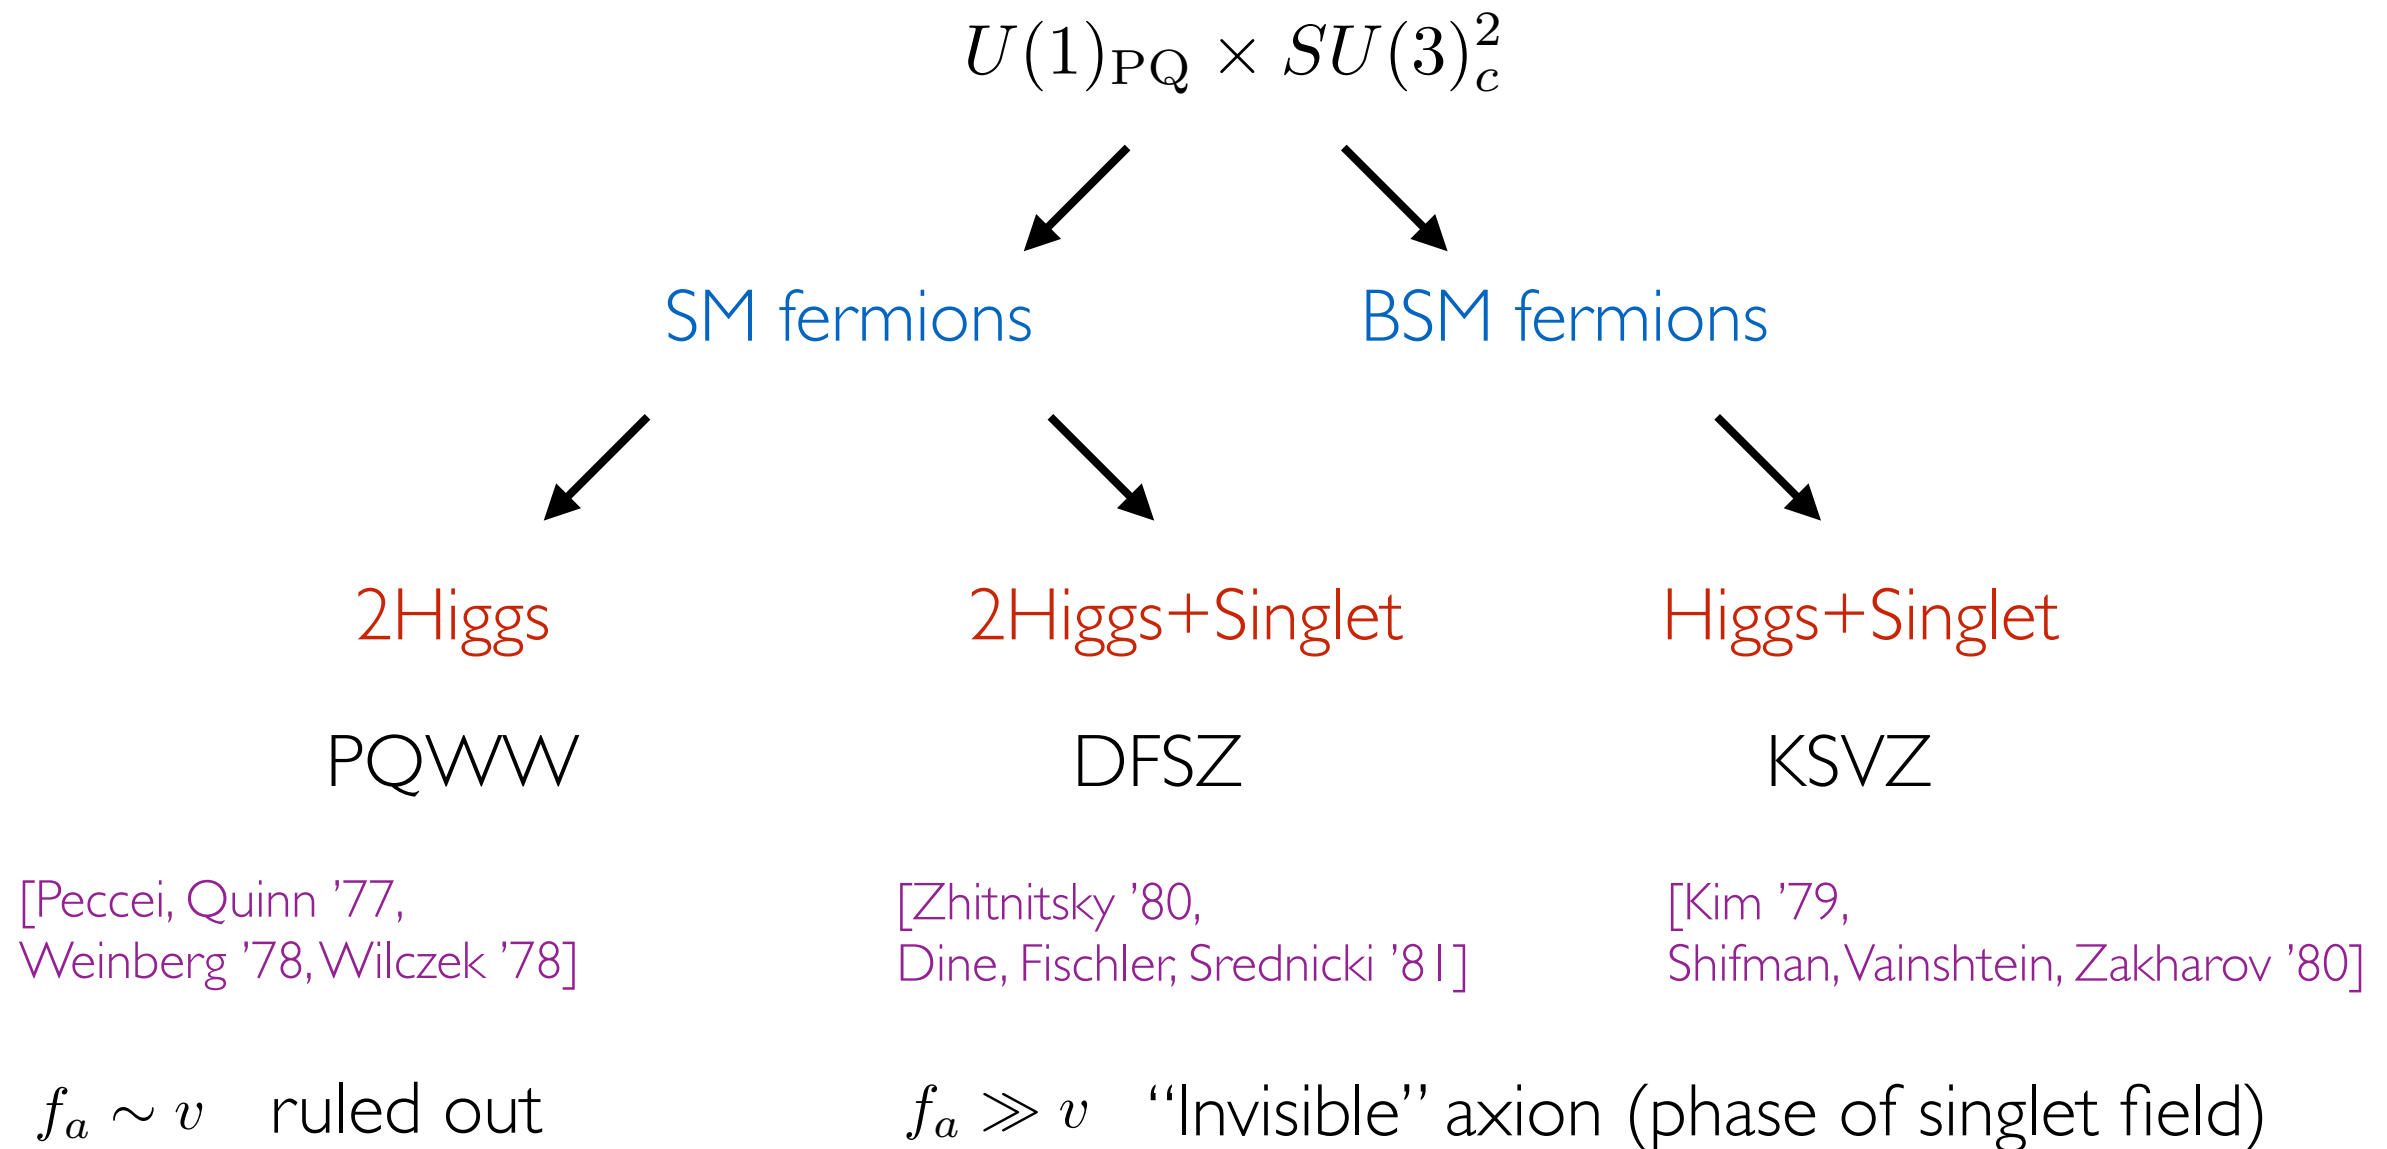 U(1)_PQ × SU(3)_c^2
SM fermions BSM fermions
2Higgs 2Higgs+Singlet Higgs+Singlet
PQWW DFSZ KSVZ
[Peccei, Quinn ’77,
Weinberg ’78, Wilczek ’78]
[Zhitnitsky ’80,
Dine, Fischler, Srednicki ’81]
[Kim ’79,
Shifman, Vainshtein, Zakharov ’80]
f_a ∼ v ruled out
f_a ≫ v “Invisible” axion (phase of singlet field)